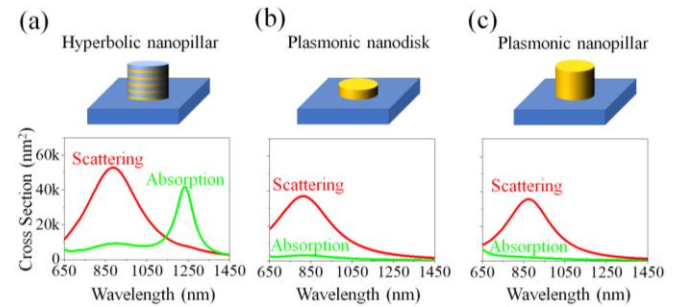 (a)
Hyperbolic nanopillar
Cross Section (nm²)
60k
40k
20k
0
Scattering
Absorption
650 850 1050 1250 1450
Wavelength (nm)
(b)
Plasmonic nanodisk
Scattering
Absorption
650 850 1050 1250 1450
Wavelength (nm)
(c)
Plasmonic nanopillar
Scattering
Absorption
650 850 1050 1250 1450
Wavelength (nm)